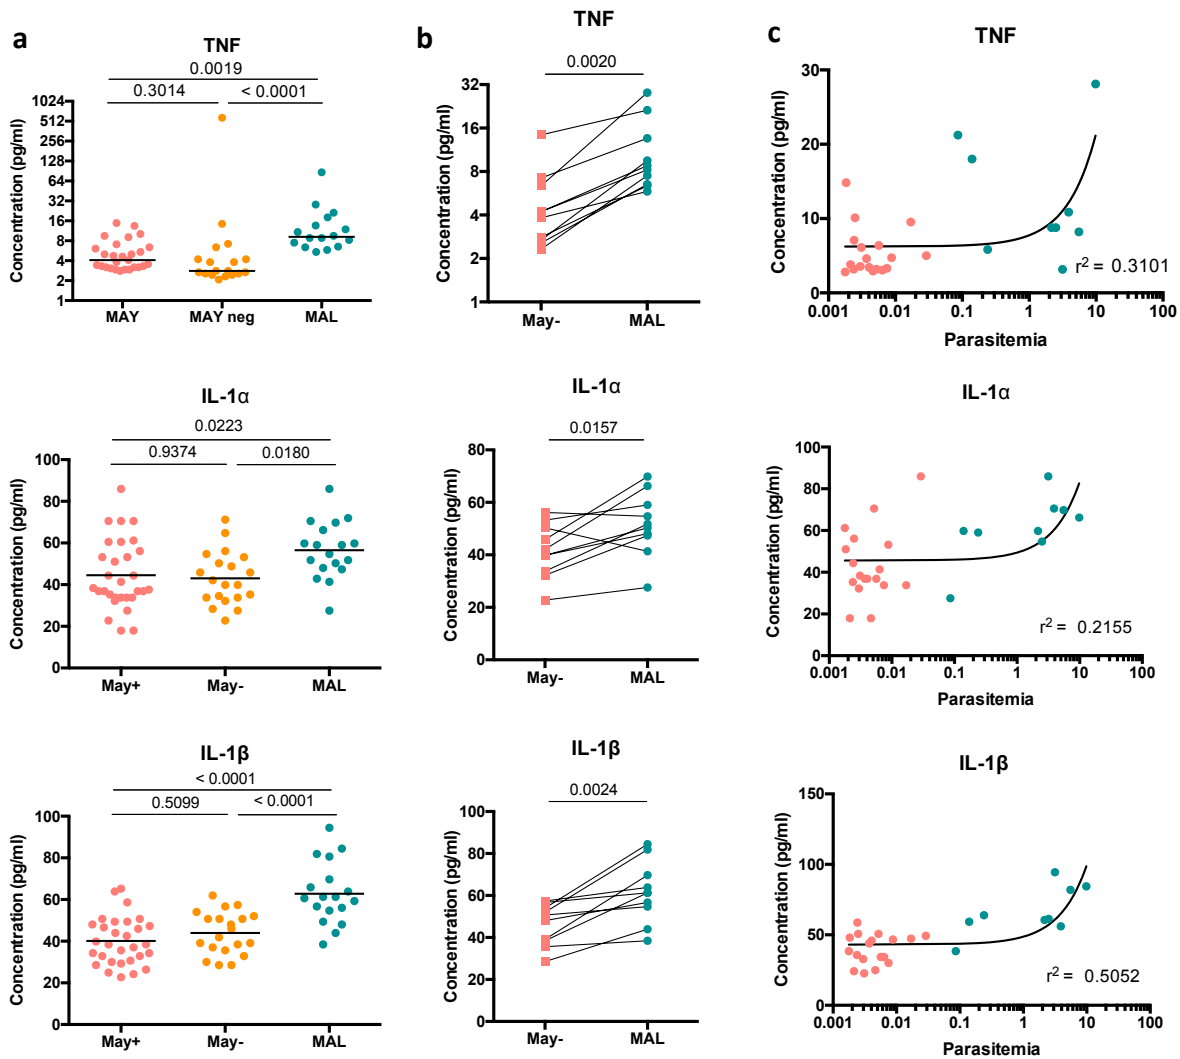 a
TNF
0.0019
0.3014
< 0.0001
Concentration (pg/ml)
1024
512
256
128
64
32
16
8
4
2
1
MAY
MAY neg
MAL
b
TNF
0.0020
Concentration (pg/ml)
32
16
8
4
2
1
May-
MAL
c
TNF
Concentration (pg/ml)
30
20
10
0
r² = 0.3101
0.001
0.01
0.1
1
10
100
Parasitemia
IL-1α
0.0223
0.9374
0.0180
Concentration (pg/ml)
100
80
60
40
20
0
May+
May-
MAL
IL-1α
0.0157
Concentration (pg/ml)
80
60
40
20
0
May-
MAL
IL-1α
Concentration (pg/ml)
100
80
60
40
20
0
r² = 0.2155
0.001
0.01
0.1
1
10
100
Parasitemia
IL-1β
< 0.0001
0.5099
< 0.0001
Concentration (pg/ml)
100
80
60
40
20
0
May+
May-
MAL
IL-1β
0.0024
Concentration (pg/ml)
100
80
60
40
20
0
May-
MAL
IL-1β
Concentration (pg/ml)
150
100
50
0
r² = 0.5052
0.001
0.01
0.1
1
10
100
Parasitemia